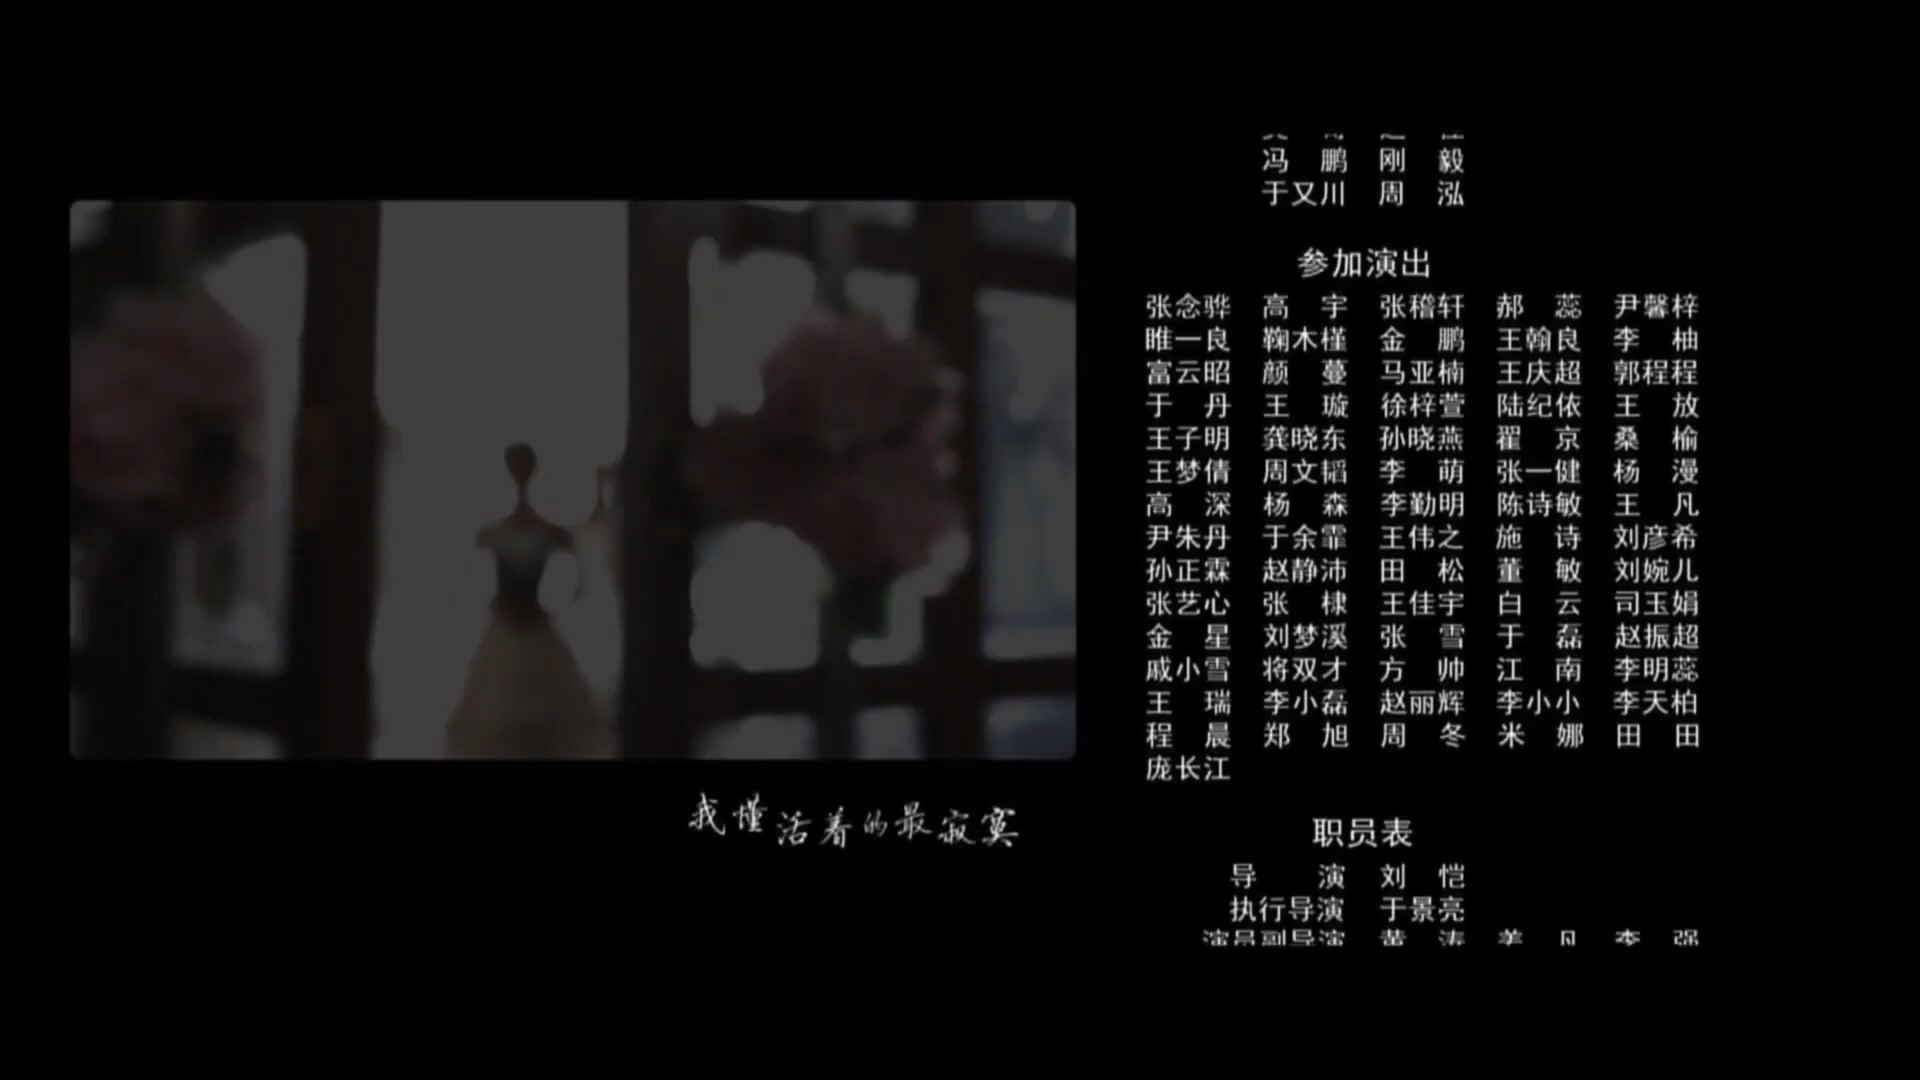 冯鹏 刚毅
于又川 周泓
参加演出
张念骅 高宇 张稽轩 郝蕊 尹馨梓
睢一良 鞠木槿 金鹏 王翰良 李柚
富云昭 颜蔓 马亚楠 王庆超 郭程程
于丹 王璇 徐梓萱 陆纪依 王放
王子明 龚晓东 孙晓燕 翟京 桑榆
王梦倩 周文韬 李萌 张一健 杨漫
高深 杨森 李勤明 陈诗敏 王凡
尹朱丹 于余霏 王伟之 施诗 刘彦希
孙正霖 赵静沛 田松 董敏 刘婉儿
张艺心 张棣 王佳宇 白云 司玉娟
金星 刘梦溪 张雪 于磊 赵振超
戚小雪 将双才 方帅 江南 李明蕊
王瑞 李小磊 赵丽辉 李小小 李天柏
程晨 郑旭 周冬 米娜 田田
庞长江
职员表
导演 刘恺
执行导演 于景亮
演员副导演 黄涛 姜凡 李强
我懂活着的最寂寞